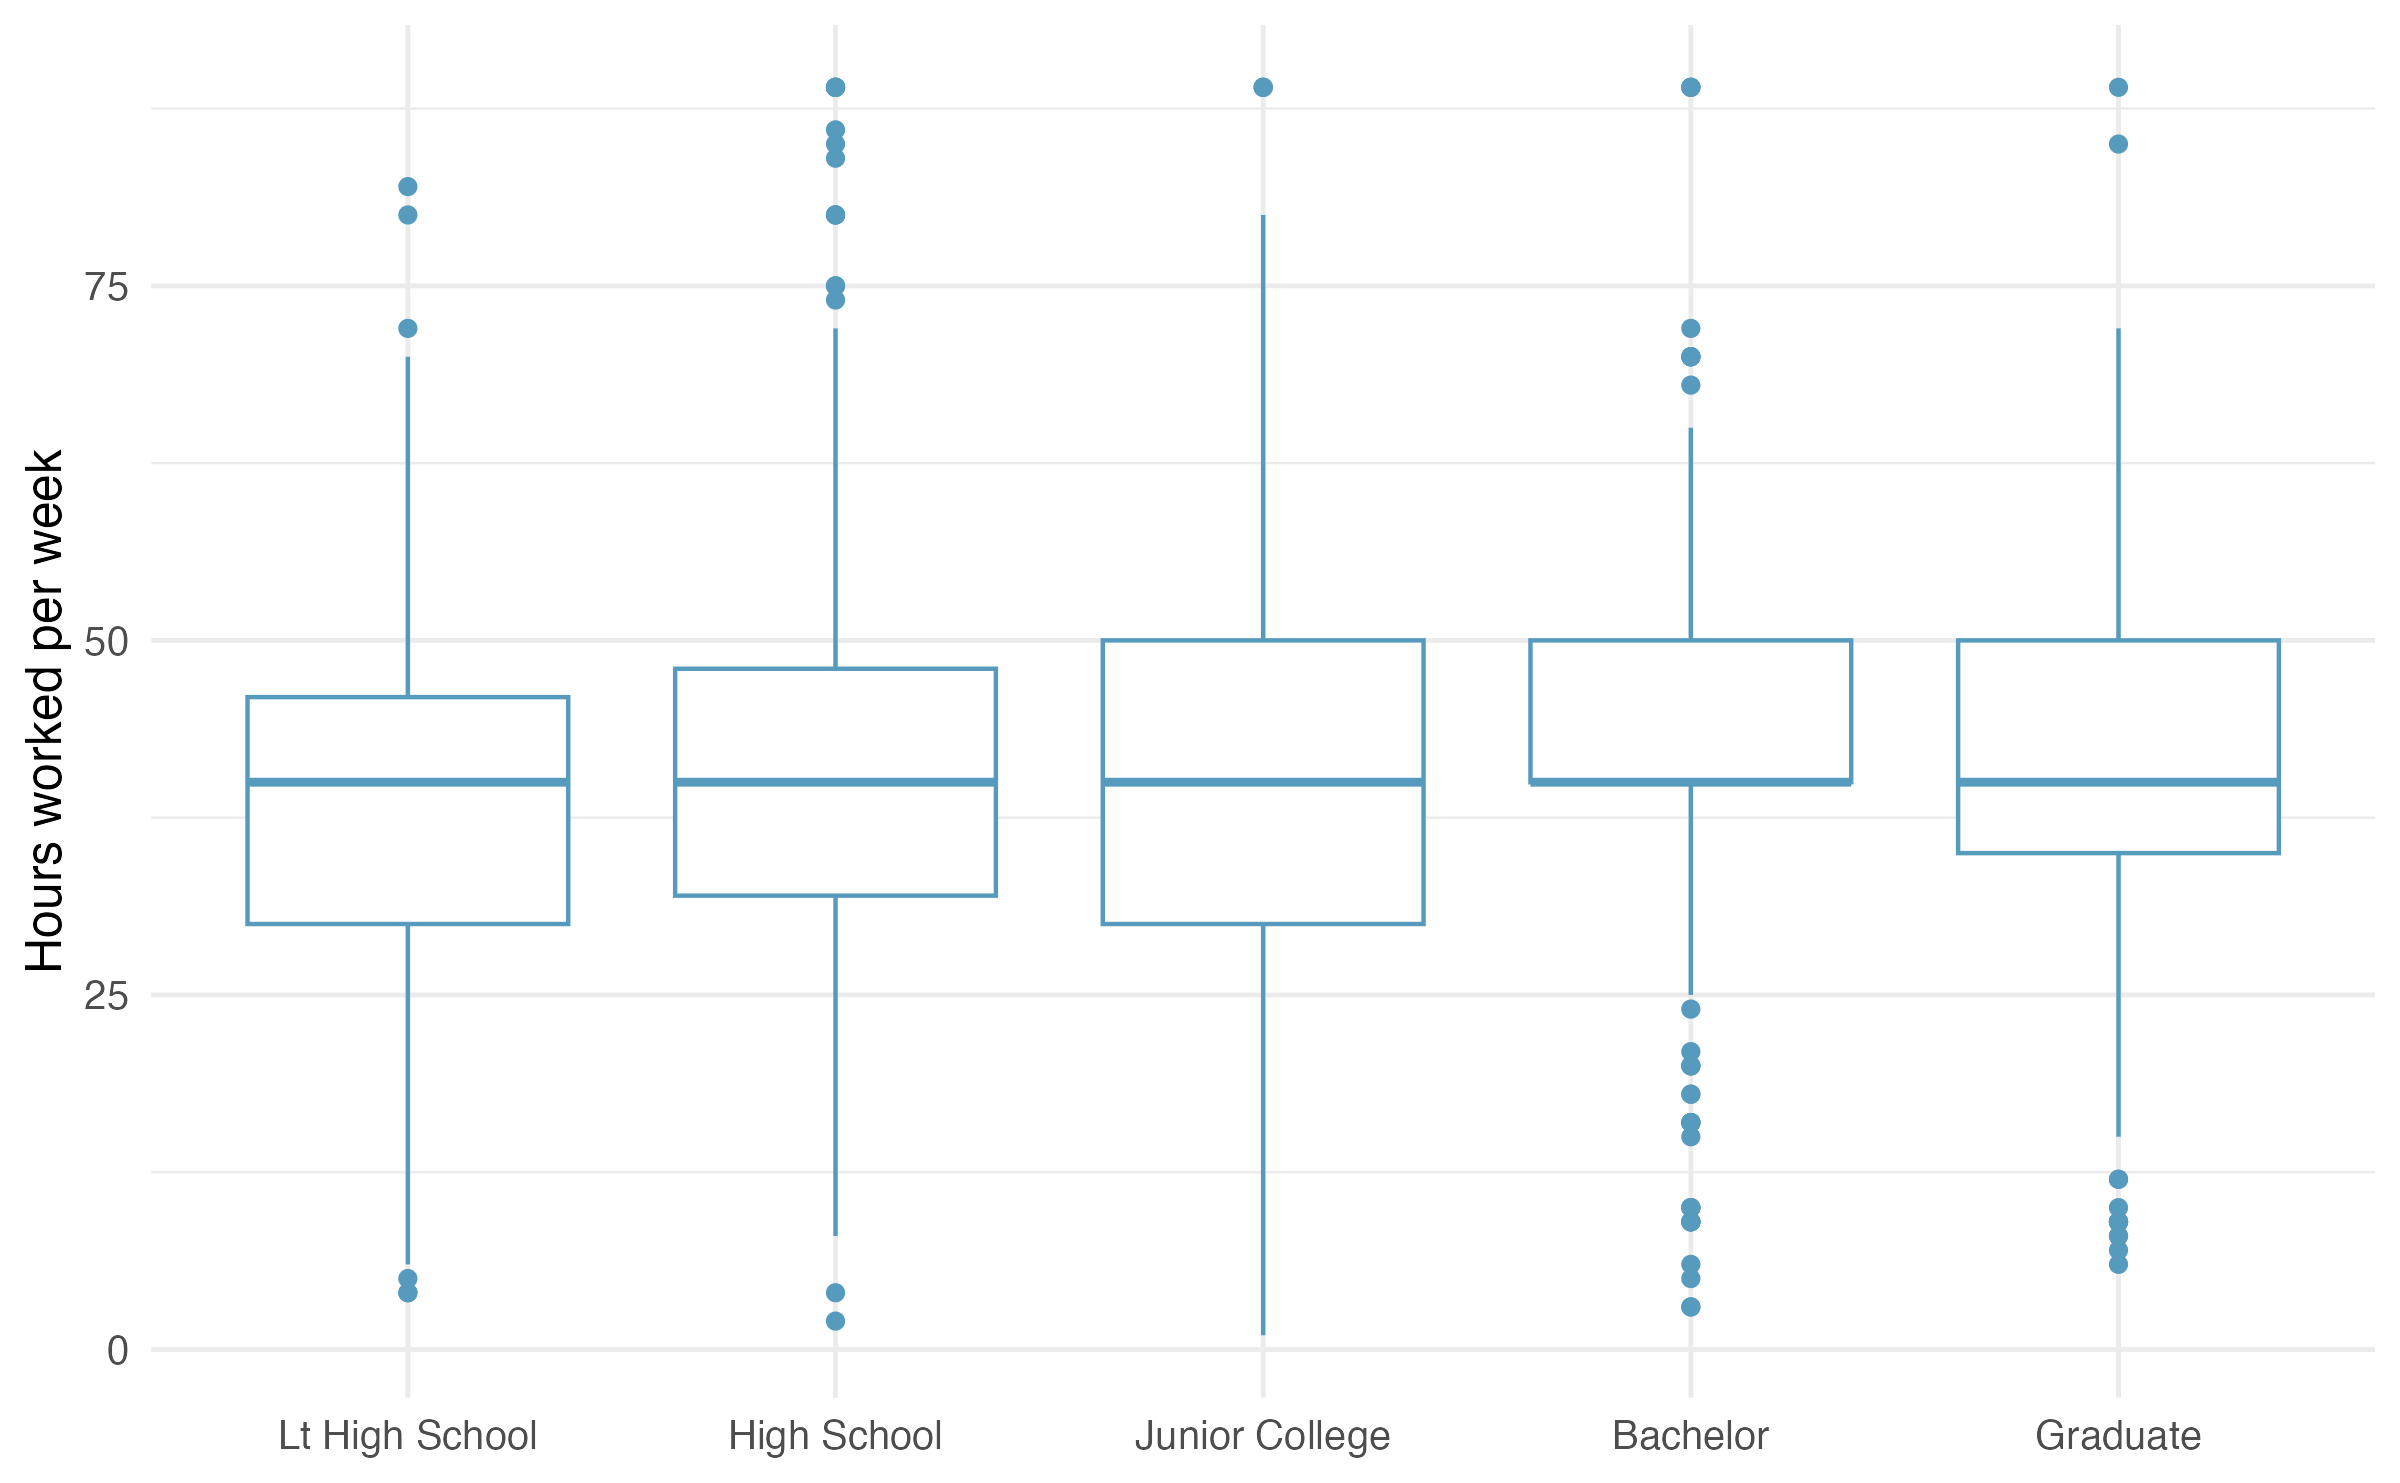 Hours worked per week
75
50
25
0
Lt High School
High School
Junior College
Bachelor
Graduate